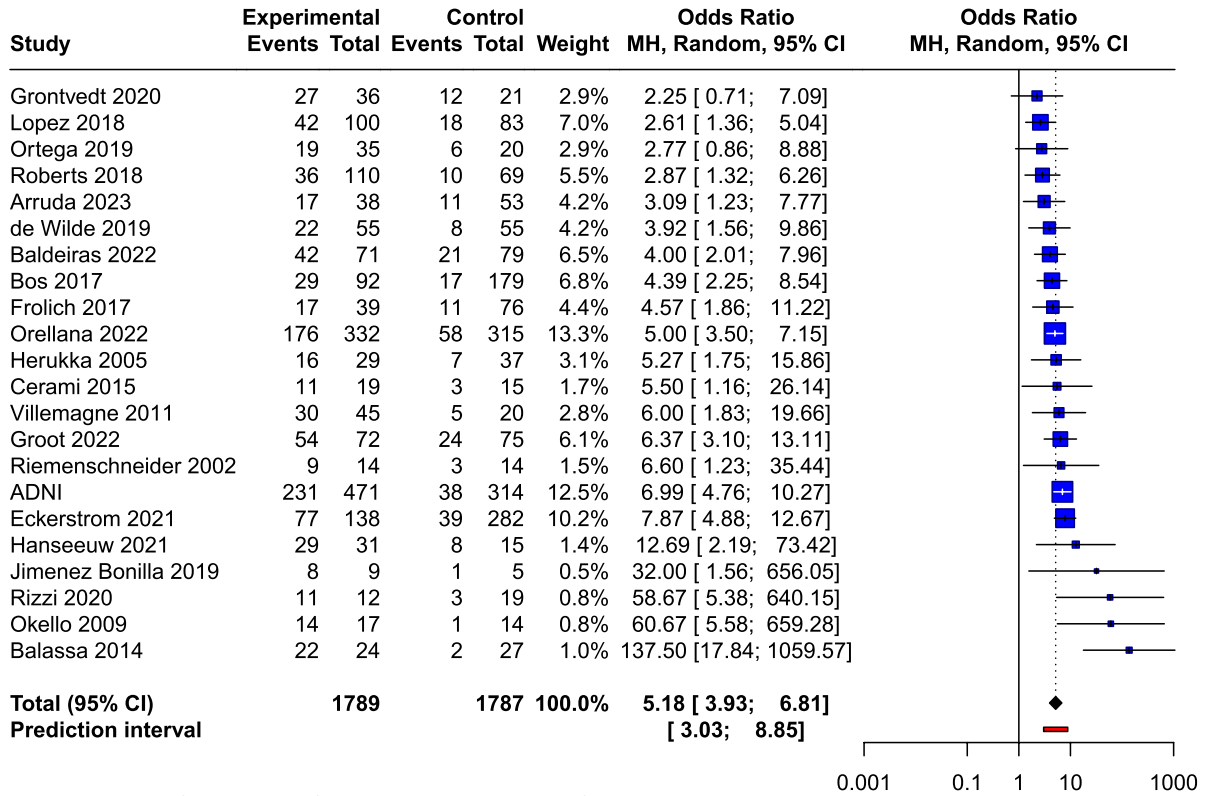 Experimental Control Odds Ratio Odds Ratio
Study Events Total Events Total Weight MH, Random, 95% CI MH, Random, 95% CI
Grontvedt 2020 27 36 12 21 2.9% 2.25 [ 0.71; 7.09]
Lopez 2018 42 100 18 83 7.0% 2.61 [ 1.36; 5.04]
Ortega 2019 19 35 6 20 2.9% 2.77 [ 0.86; 8.88]
Roberts 2018 36 110 10 69 5.5% 2.87 [ 1.32; 6.26]
Arruda 2023 17 38 11 53 4.2% 3.09 [ 1.23; 7.77]
de Wilde 2019 22 55 8 55 4.2% 3.92 [ 1.56; 9.86]
Baldeiras 2022 42 71 21 79 6.5% 4.00 [ 2.01; 7.96]
Bos 2017 29 92 17 179 6.8% 4.39 [ 2.25; 8.54]
Frolich 2017 17 39 11 76 4.4% 4.57 [ 1.86; 11.22]
Orellana 2022 176 332 58 315 13.3% 5.00 [ 3.50; 7.15]
Herukka 2005 16 29 7 37 3.1% 5.27 [ 1.75; 15.86]
Cerami 2015 11 19 3 15 1.7% 5.50 [ 1.16; 26.14]
Villemagne 2011 30 45 5 20 2.8% 6.00 [ 1.83; 19.66]
Groot 2022 54 72 24 75 6.1% 6.37 [ 3.10; 13.11]
Riemenschneider 2002 9 14 3 14 1.5% 6.60 [ 1.23; 35.44]
ADNI 231 471 38 314 12.5% 6.99 [ 4.76; 10.27]
Eckerstrom 2021 77 138 39 282 10.2% 7.87 [ 4.88; 12.67]
Hanseeuw 2021 29 31 8 15 1.4% 12.69 [ 2.19; 73.42]
Jimenez Bonilla 2019 8 9 1 5 0.5% 32.00 [ 1.56; 656.05]
Rizzi 2020 11 12 3 19 0.8% 58.67 [ 5.38; 640.15]
Okello 2009 14 17 1 14 0.8% 60.67 [ 5.58; 659.28]
Balassa 2014 22 24 2 27 1.0% 137.50 [17.84; 1059.57]
Total (95% CI) 1789 1787 100.0% 5.18 [ 3.93; 6.81]
Prediction interval [ 3.03; 8.85]
0.001 0.1 1 10 1000